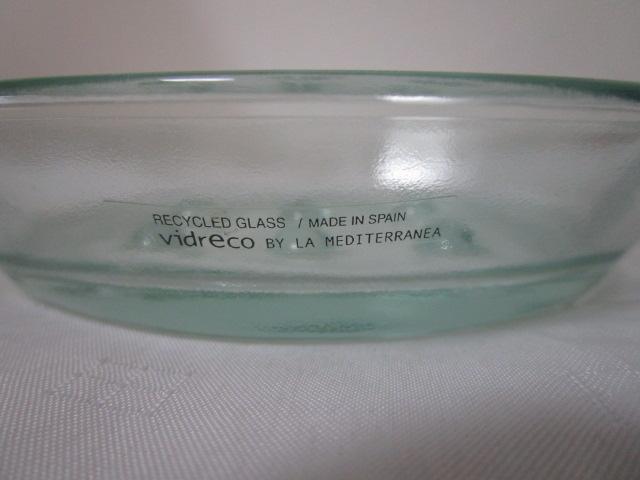 RECYCLED GLASS / MADE IN SPAIN
vidreco BY LA MEDITERRANEA